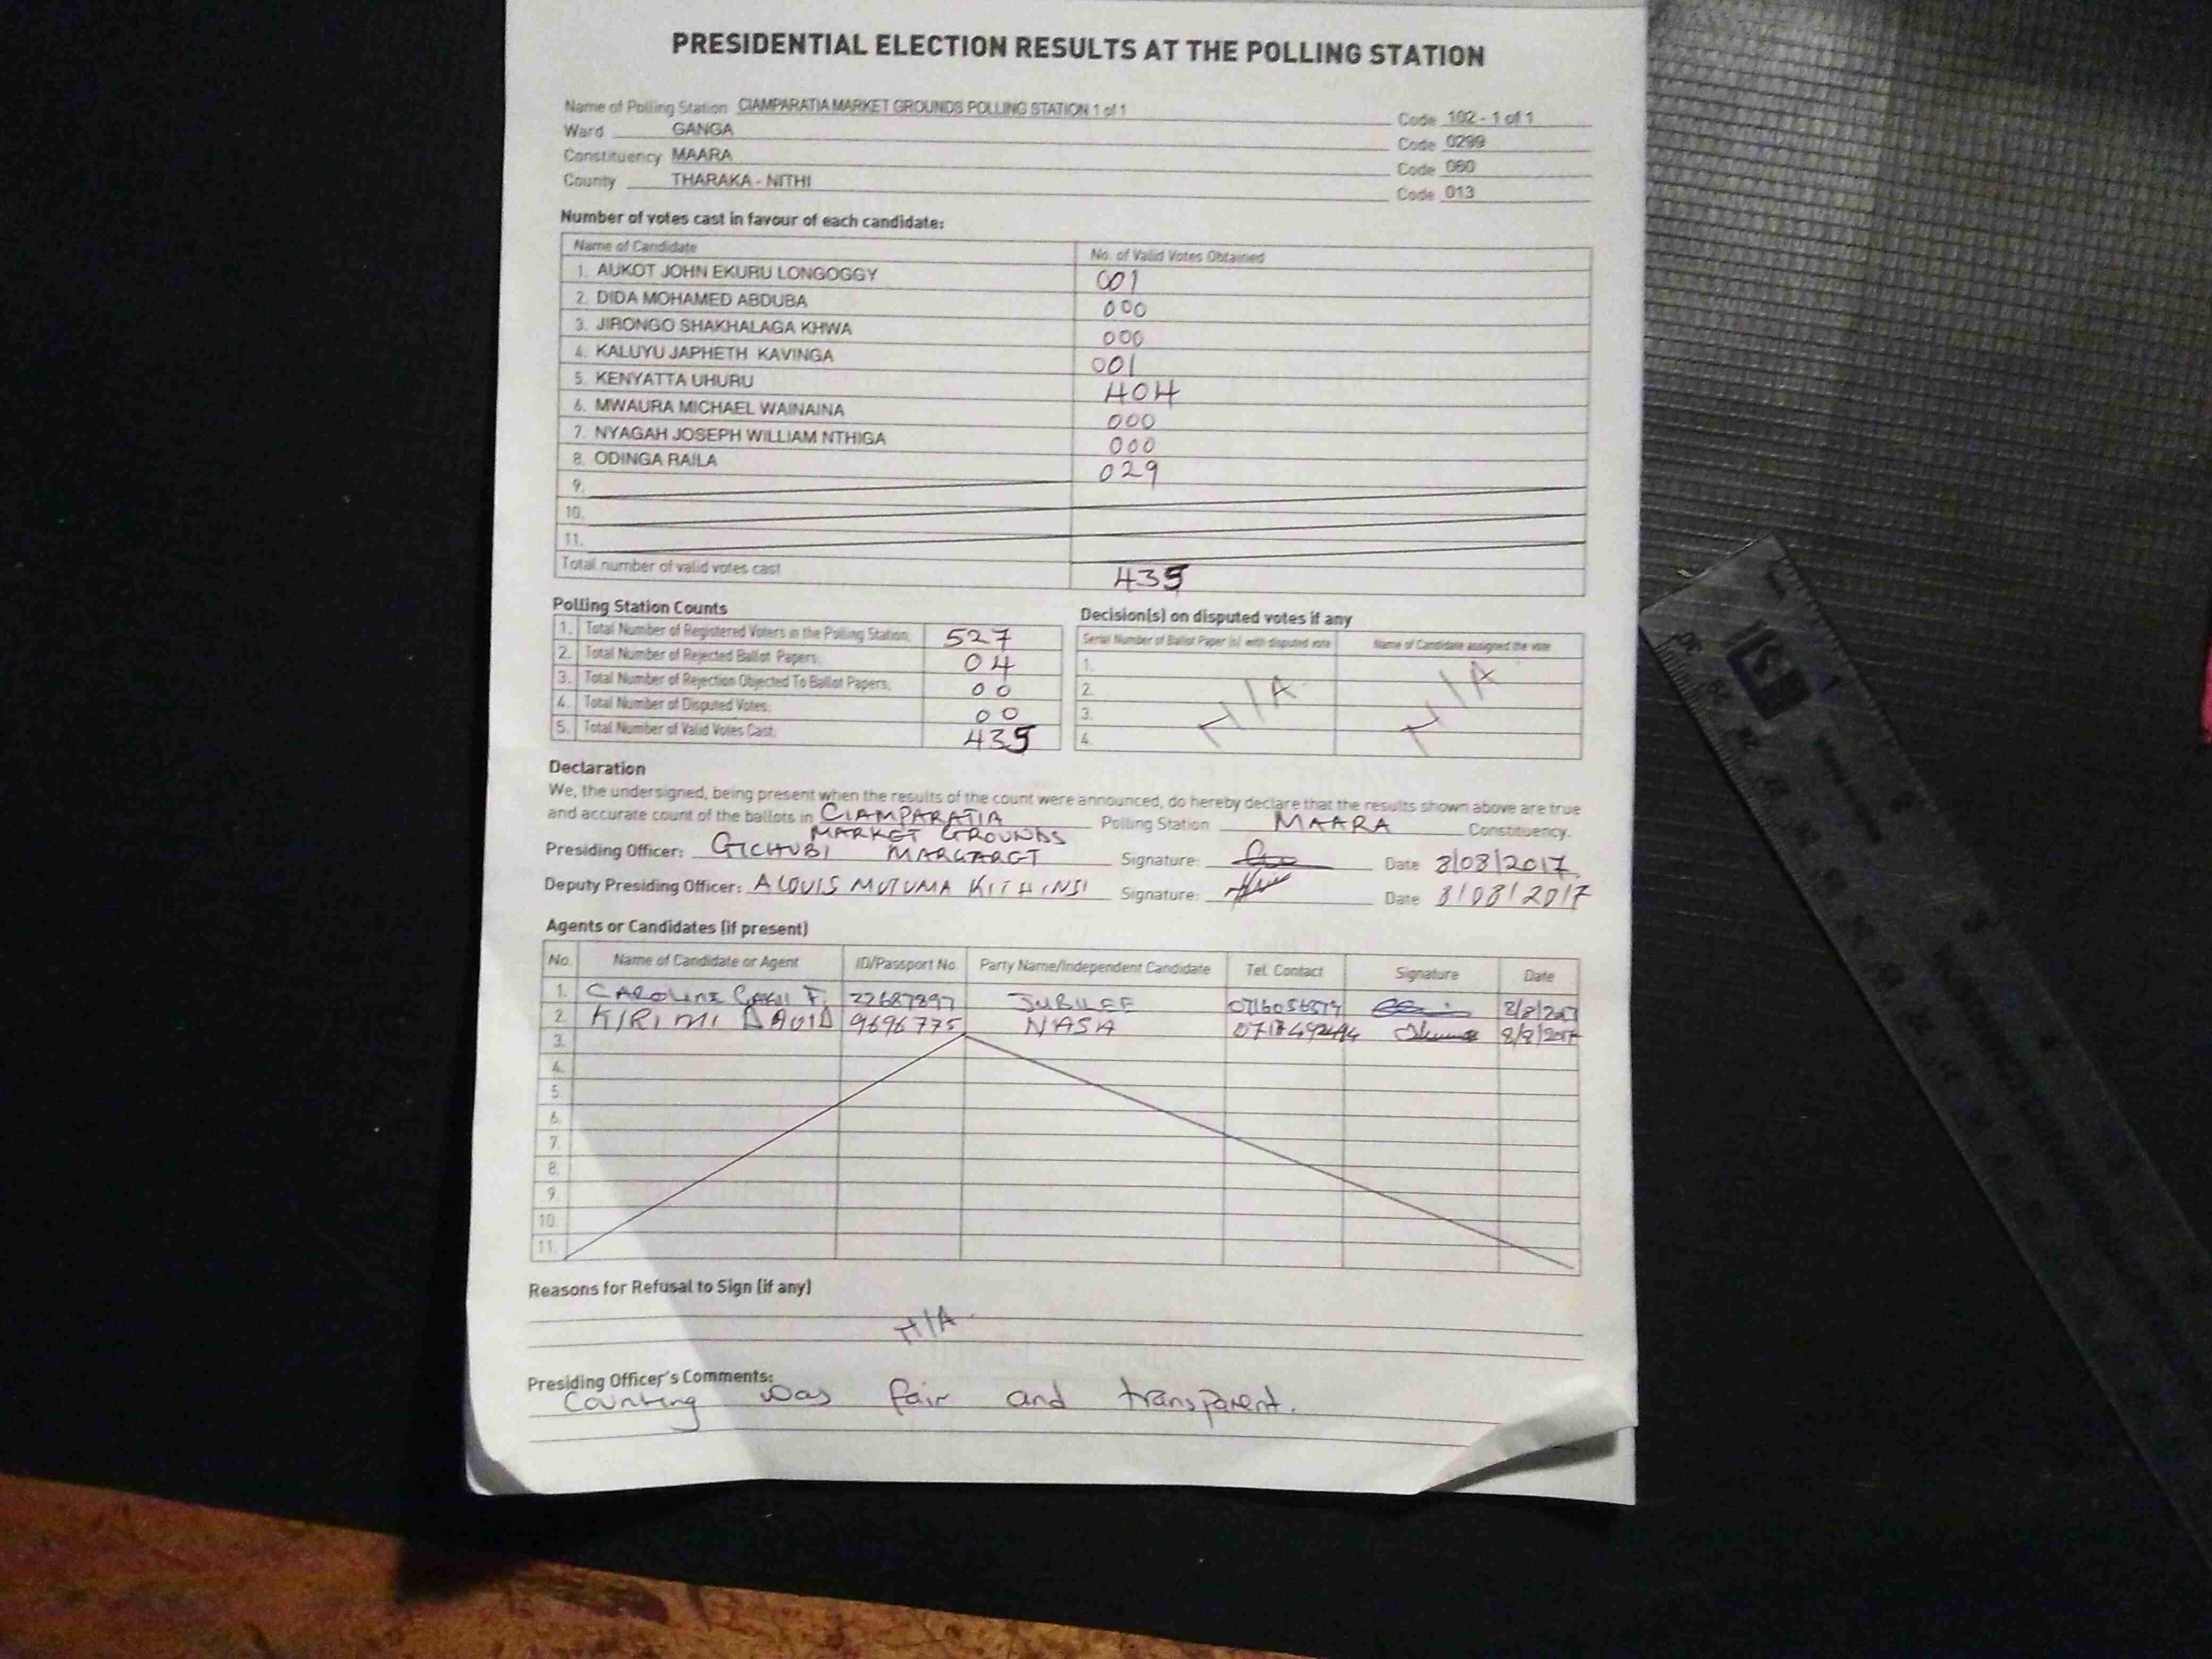 PRESIDENTIAL ELECTION RESULTS AT THE POLLING STATION
Name of Polling Station CIAMPARATIA MARKET GROUNDS POLLING STATION 1 of 1 Code 102 - 1 of 1
Ward GANGA Code 0299
Constituency MAARA Code 060
County THARAKA - NITHI Code 013
Number of votes cast in favour of each candidate:
Name of Candidate No. of Valid Votes Obtained
1. AUKOT JOHN EKURU LONGOGGY 001
2. DIDA MOHAMED ABDUBA 000
3. JIRONGO SHAKHALAGA KHWA 000
4. KALUYU JAPHETH KAVINGA 001
5. KENYATTA UHURU 404
6. MWAURA MICHAEL WAINAINA 000
7. NYAGAH JOSEPH WILLIAM NTHIGA 000
8. ODINGA RAILA 029
9.
10.
11.
Total number of valid votes cast 435
Polling Station Counts
1. Total Number of Registered Voters in the Polling Station; 527
2. Total Number of Rejected Ballot Papers; 04
3. Total Number of Rejection Objected To Ballot Papers; 00
4. Total Number of Disputed Votes; 00
5. Total Number of Valid Votes Cast; 435
Decision(s) on disputed votes if any
Serial Number of Ballot Paper (s) with disputed vote Name of Candidate assigned the vote
1.
2. N/A N/A
3.
4.
Declaration
We, the undersigned, being present when the results of the count were announced, do hereby declare that the results shown above are true
and accurate count of the ballots in CIAMPARATIA MARKET GROUNDS Polling Station MAARA Constituency.
Presiding Officer: GICHUBI MARGARET Signature: Date 8/08/2017
Deputy Presiding Officer: ALOUIS MUTUMA KITHINJI Signature: Date 8/08/2017
Agents or Candidates (if present)
No. Name of Candidate or Agent ID/Passport No. Party Name/Independent Candidate Tel. Contact Signature Date
1. CAROLINE F. 22687897 JUBILEE 8/8/2017
2. KIRIMI DAVID 9696775 NASA 8/8/2017
3.
4.
5.
6.
7.
8.
9.
10.
11.
Reasons for Refusal to Sign (if any)
N/A
Presiding Officer's Comments:
Counting was fair and transparent.